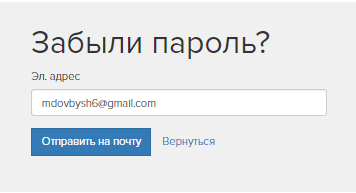 Забыли пароль?
Эл. адрес
mdovbysh6@gmail.com
Отправить на почту Вернуться